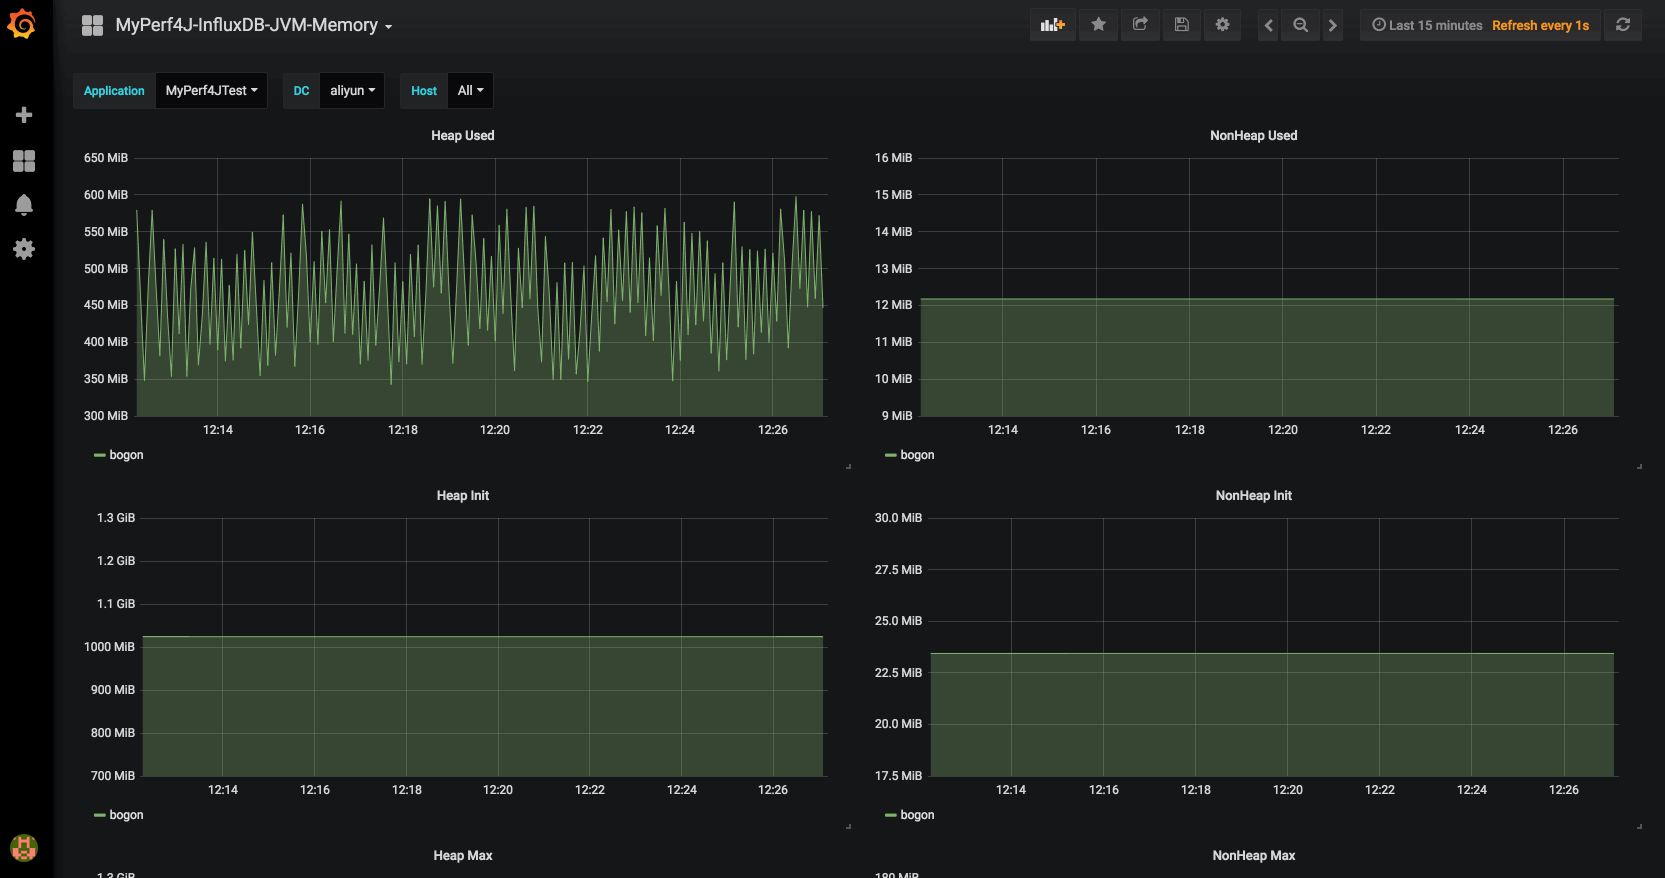 MyPerf4J-InfluxDB-JVM-Memory
Last 15 minutes Refresh every 1s
Application MyPerf4JTest DC aliyun Host All
Heap Used
650 MiB
600 MiB
550 MiB
500 MiB
450 MiB
400 MiB
350 MiB
300 MiB
12:14 12:16 12:18 12:20 12:22 12:24 12:26
bogon
NonHeap Used
16 MiB
15 MiB
14 MiB
13 MiB
12 MiB
11 MiB
10 MiB
9 MiB
12:14 12:16 12:18 12:20 12:22 12:24 12:26
bogon
Heap Init
1.3 GiB
1.2 GiB
1.1 GiB
1000 MiB
900 MiB
800 MiB
700 MiB
12:14 12:16 12:18 12:20 12:22 12:24 12:26
bogon
NonHeap Init
30.0 MiB
27.5 MiB
25.0 MiB
22.5 MiB
20.0 MiB
17.5 MiB
12:14 12:16 12:18 12:20 12:22 12:24 12:26
bogon
Heap Max
1.3 GiB
NonHeap Max
180 MiB